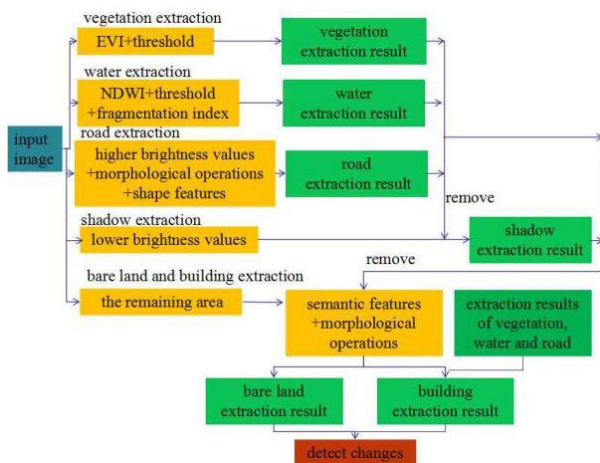 vegetation extraction
EVI+threshold
vegetation
extraction result
water extraction
NDWI+threshold
+fragmentation index
water
extraction result
input
image
road extraction
higher brightness values
+morphological operations
+shape features
road
extraction result
remove
shadow extraction
lower brightness values
shadow
extraction result
remove
bare land and building extraction
the remaining area
semantic features
+morphological
operations
extraction results
of vegetation,
water and road
bare land
extraction result
building
extraction result
detect changes